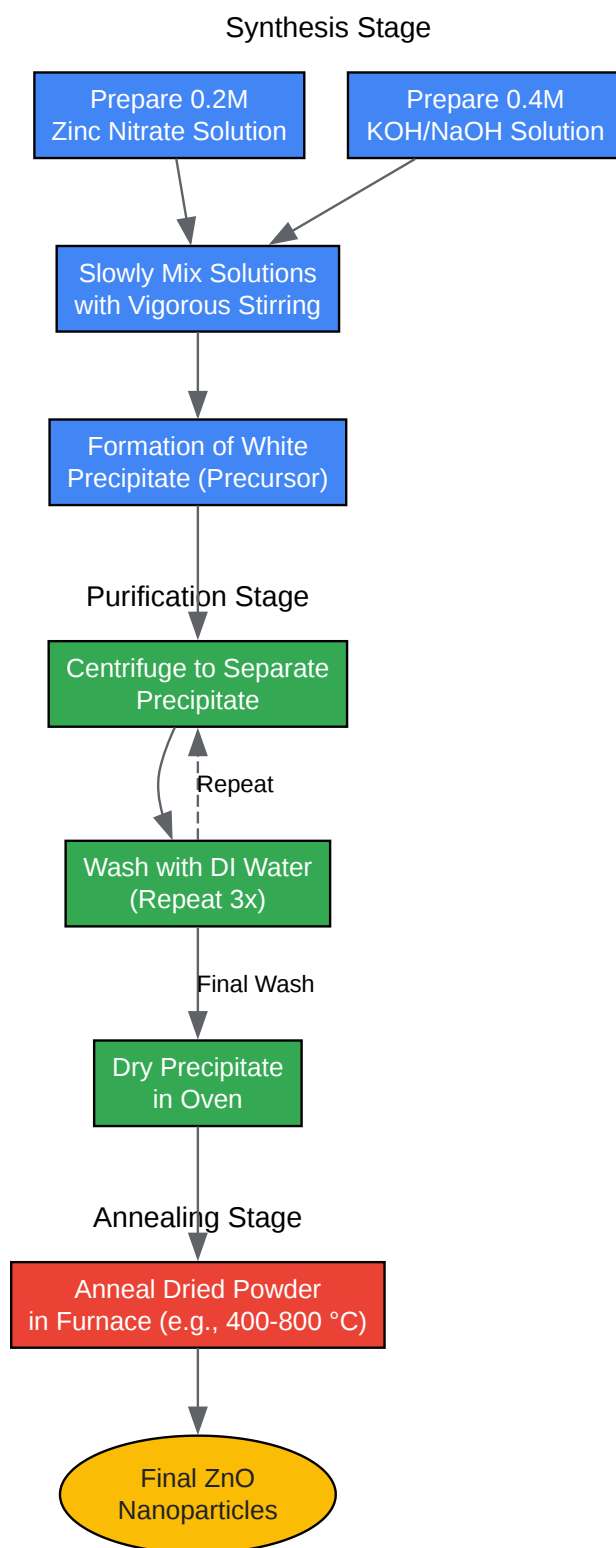 Synthesis Stage
Prepare 0.2M
Zinc Nitrate Solution
Prepare 0.4M
KOH/NaOH Solution
Slowly Mix Solutions
with Vigorous Stirring
Formation of White
Precipitate (Precursor)
Purification Stage
Centrifuge to Separate
Precipitate
Repeat
Wash with DI Water
(Repeat 3x)
Final Wash
Dry Precipitate
in Oven
Annealing Stage
Anneal Dried Powder
in Furnace (e.g., 400-800 °C)
Final ZnO
Nanoparticles